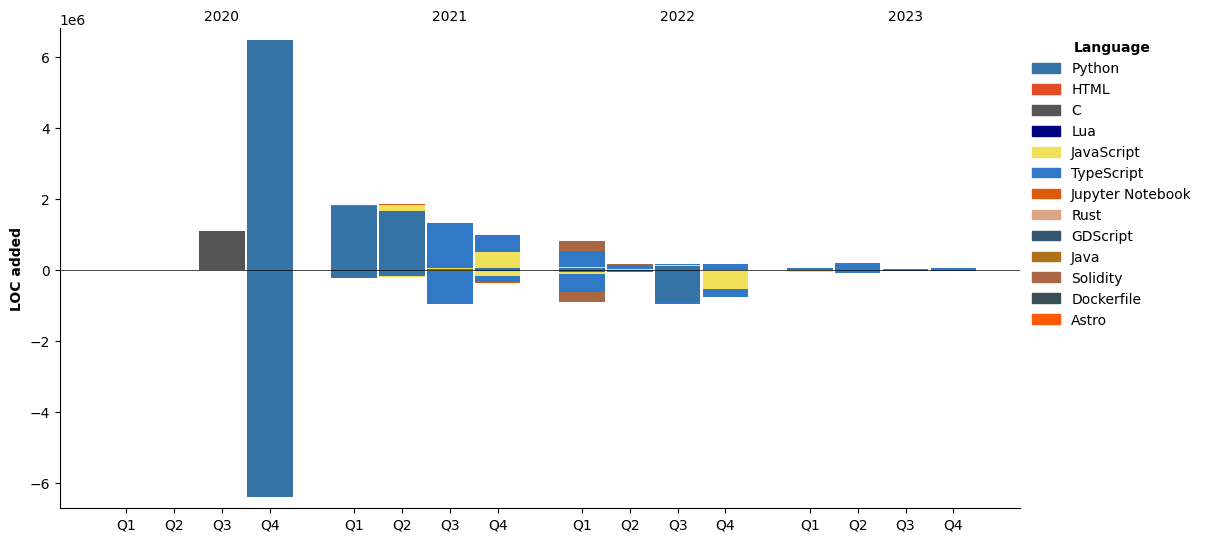 1e6
2020 2021 2022 2023
6
4
2
0
−2
−4
−6
LOC added
Q1 Q2 Q3 Q4 Q1 Q2 Q3 Q4 Q1 Q2 Q3 Q4 Q1 Q2 Q3 Q4
Language
Python
HTML
C
Lua
JavaScript
TypeScript
Jupyter Notebook
Rust
GDScript
Java
Solidity
Dockerfile
Astro